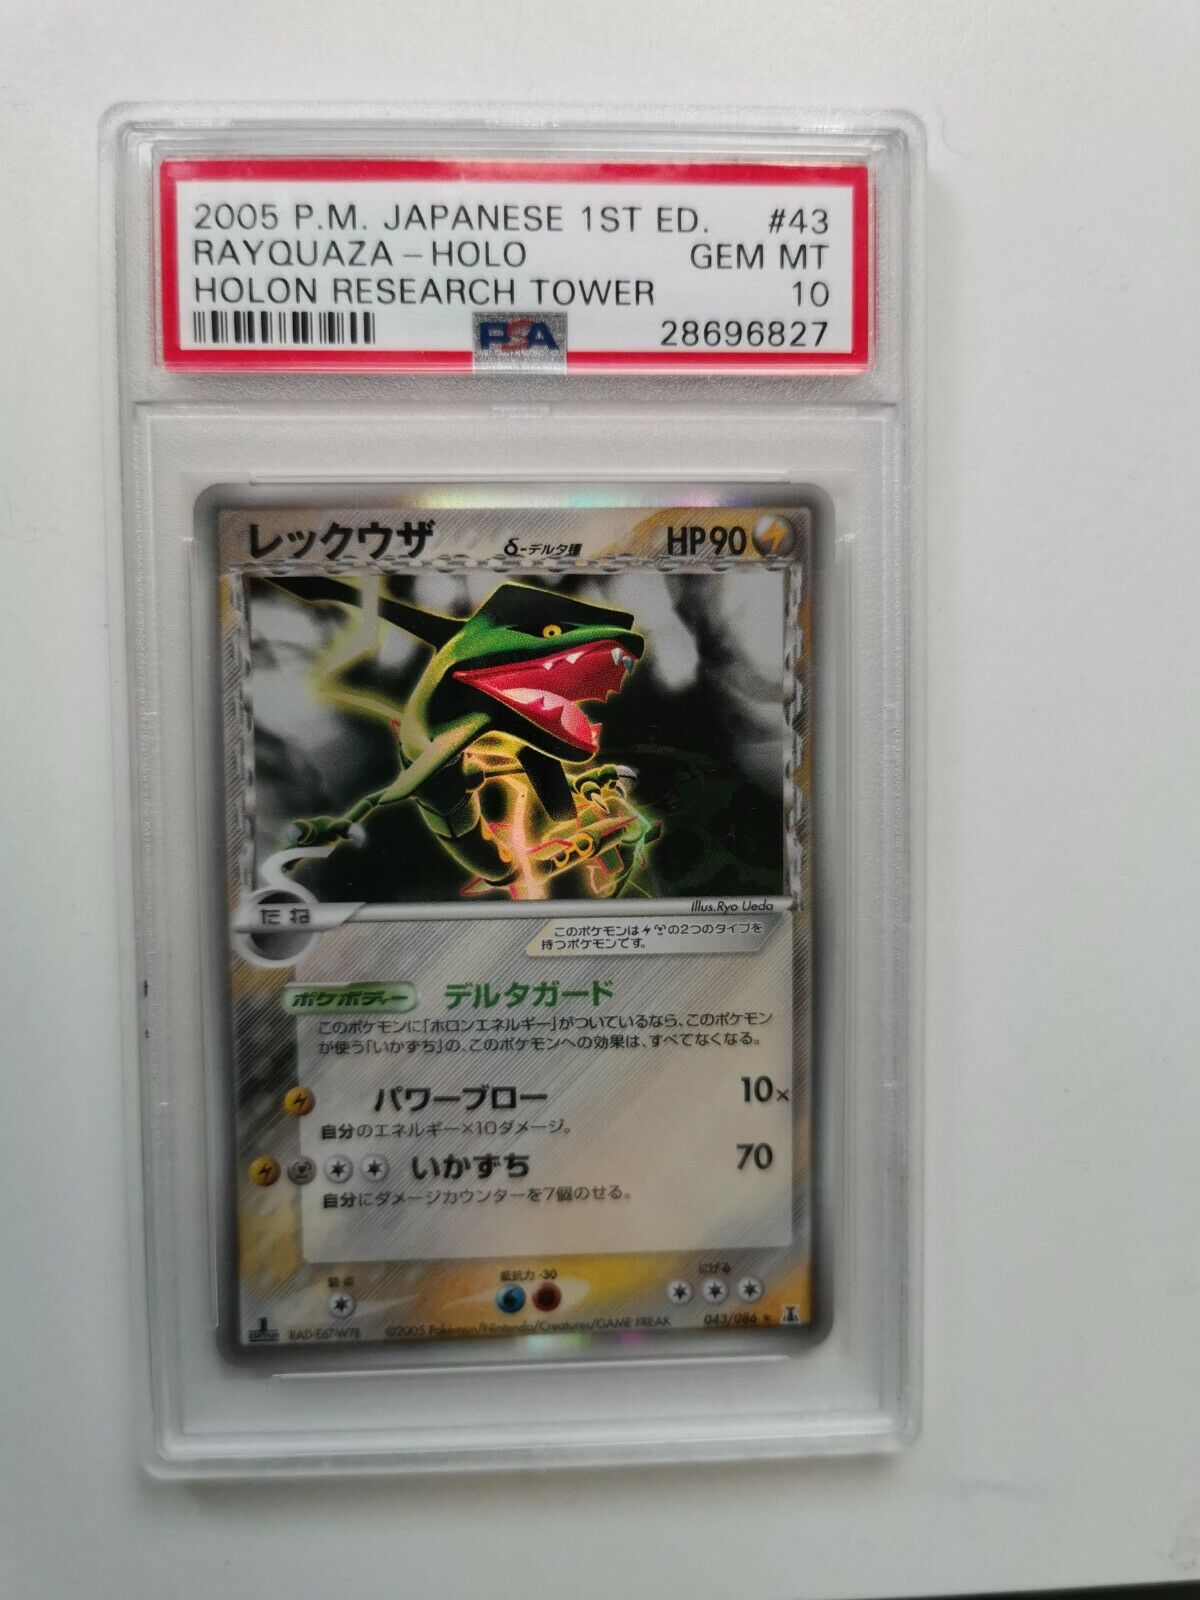 2005 P.M. JAPANESE 1ST ED. #43
RAYQUAZA - HOLO GEM MT
HOLON RESEARCH TOWER 10
PSA 28696827
レックウザ δ-デルタ種 HP90
Illus.Ryo Ueda
たね
このポケモンはの2つのタイプを
持つポケモンです。
ポケボディー デルタガード
このポケモンに「ホロンエネルギー」がついているなら、このポケモン
が使う「いかずち」の、このポケモンへの効果は、すべてなくなる。
パワーブロー 10×
自分のエネルギー×10ダメージ。
いかずち 70
自分にダメージカウンターを7個のせる。
弱点 抵抗力 -30 にげる
1 EDITION RAD-E67-W7B ©2005 Pokémon/Nintendo/Creatures/GAME FREAK 043/086 ★